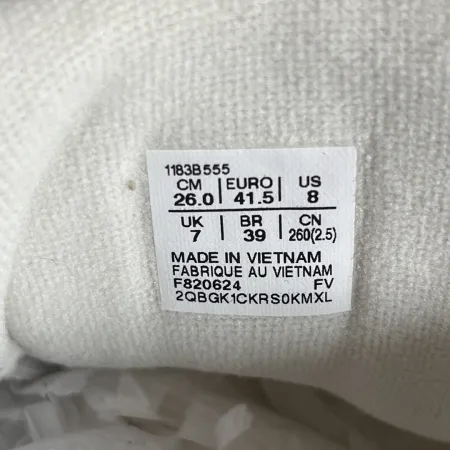 1183B555
CM | EURO | US
26.0 | 41.5 | 8
UK | BR | CN
7 | 39 | 260(2.5)
MADE IN VIETNAM
FABRIQUE AU VIETNAM
F820624 FV
2QBGK1CKRS0KMXL